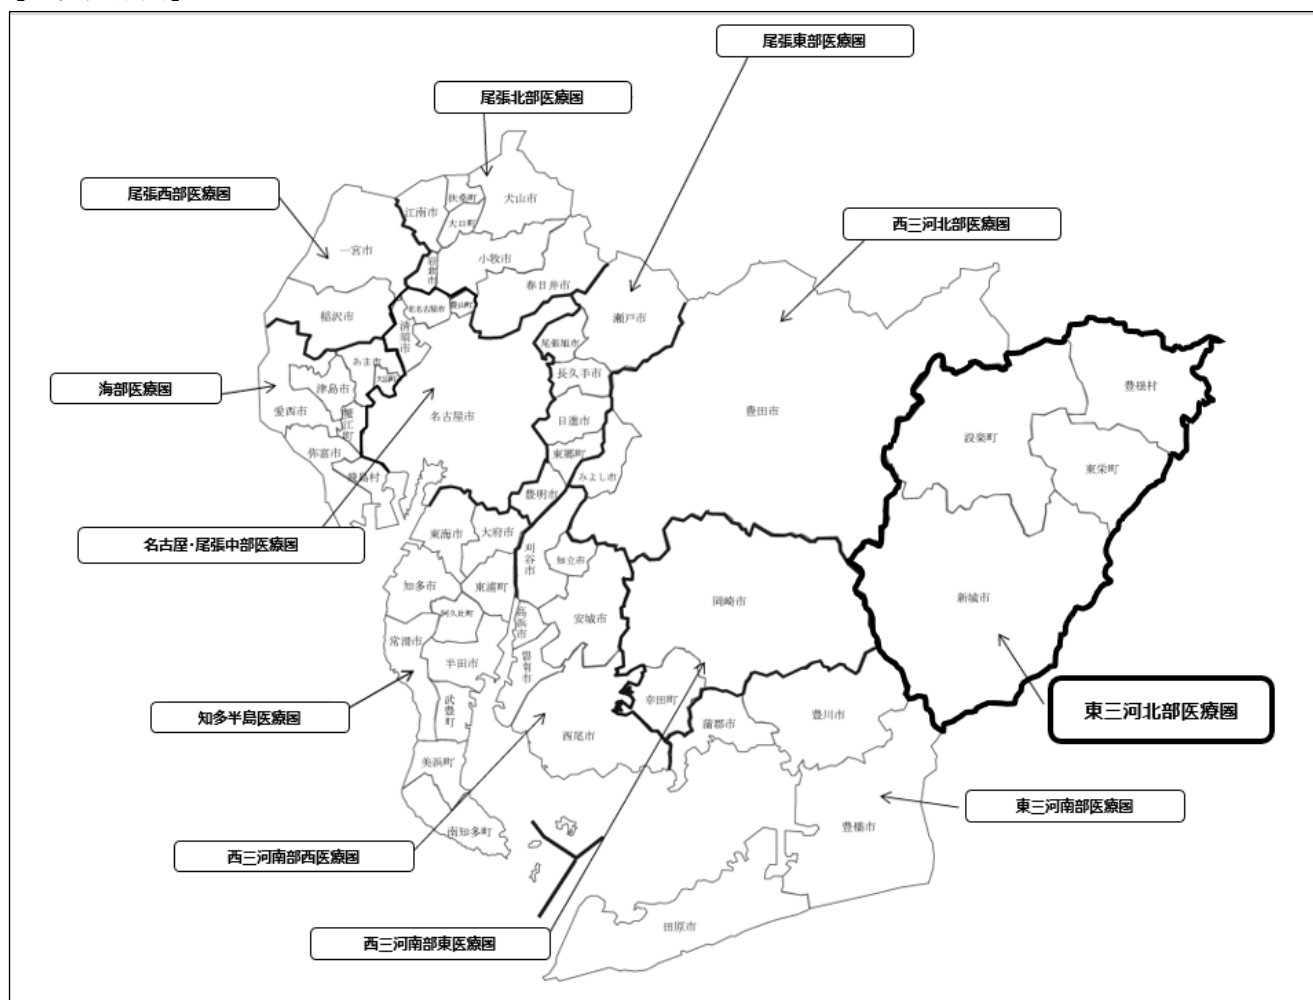 尾張東部医療圏
尾張北部医療圏
尾張西部医療圏
西三河北部医療圏
扶桑町
犬山市
江南市
大口町
一宮市
岩倉市
小牧市
春日井市
稲沢市
北名古屋市
豊山町
清須市
瀬戸市
尾張旭市
あま市
大治町
長久手市
海部医療圏
津島市
愛西市
蟹江町
名古屋市
日進市
豊田市
豊根村
設楽町
東栄町
弥富市
飛島村
東郷町
みよし市
豊明市
名古屋・尾張中部医療圏
東海市
大府市
刈谷市
知立市
知多市
東浦町
阿久比町
高浜市
安城市
岡崎市
新城市
常滑市
半田市
碧南市
幸田町
知多半島医療圏
武豊町
西尾市
蒲郡市
豊川市
東三河北部医療圏
美浜町
東三河南部医療圏
南知多町
豊橋市
西三河南部西医療圏
西三河南部東医療圏
田原市